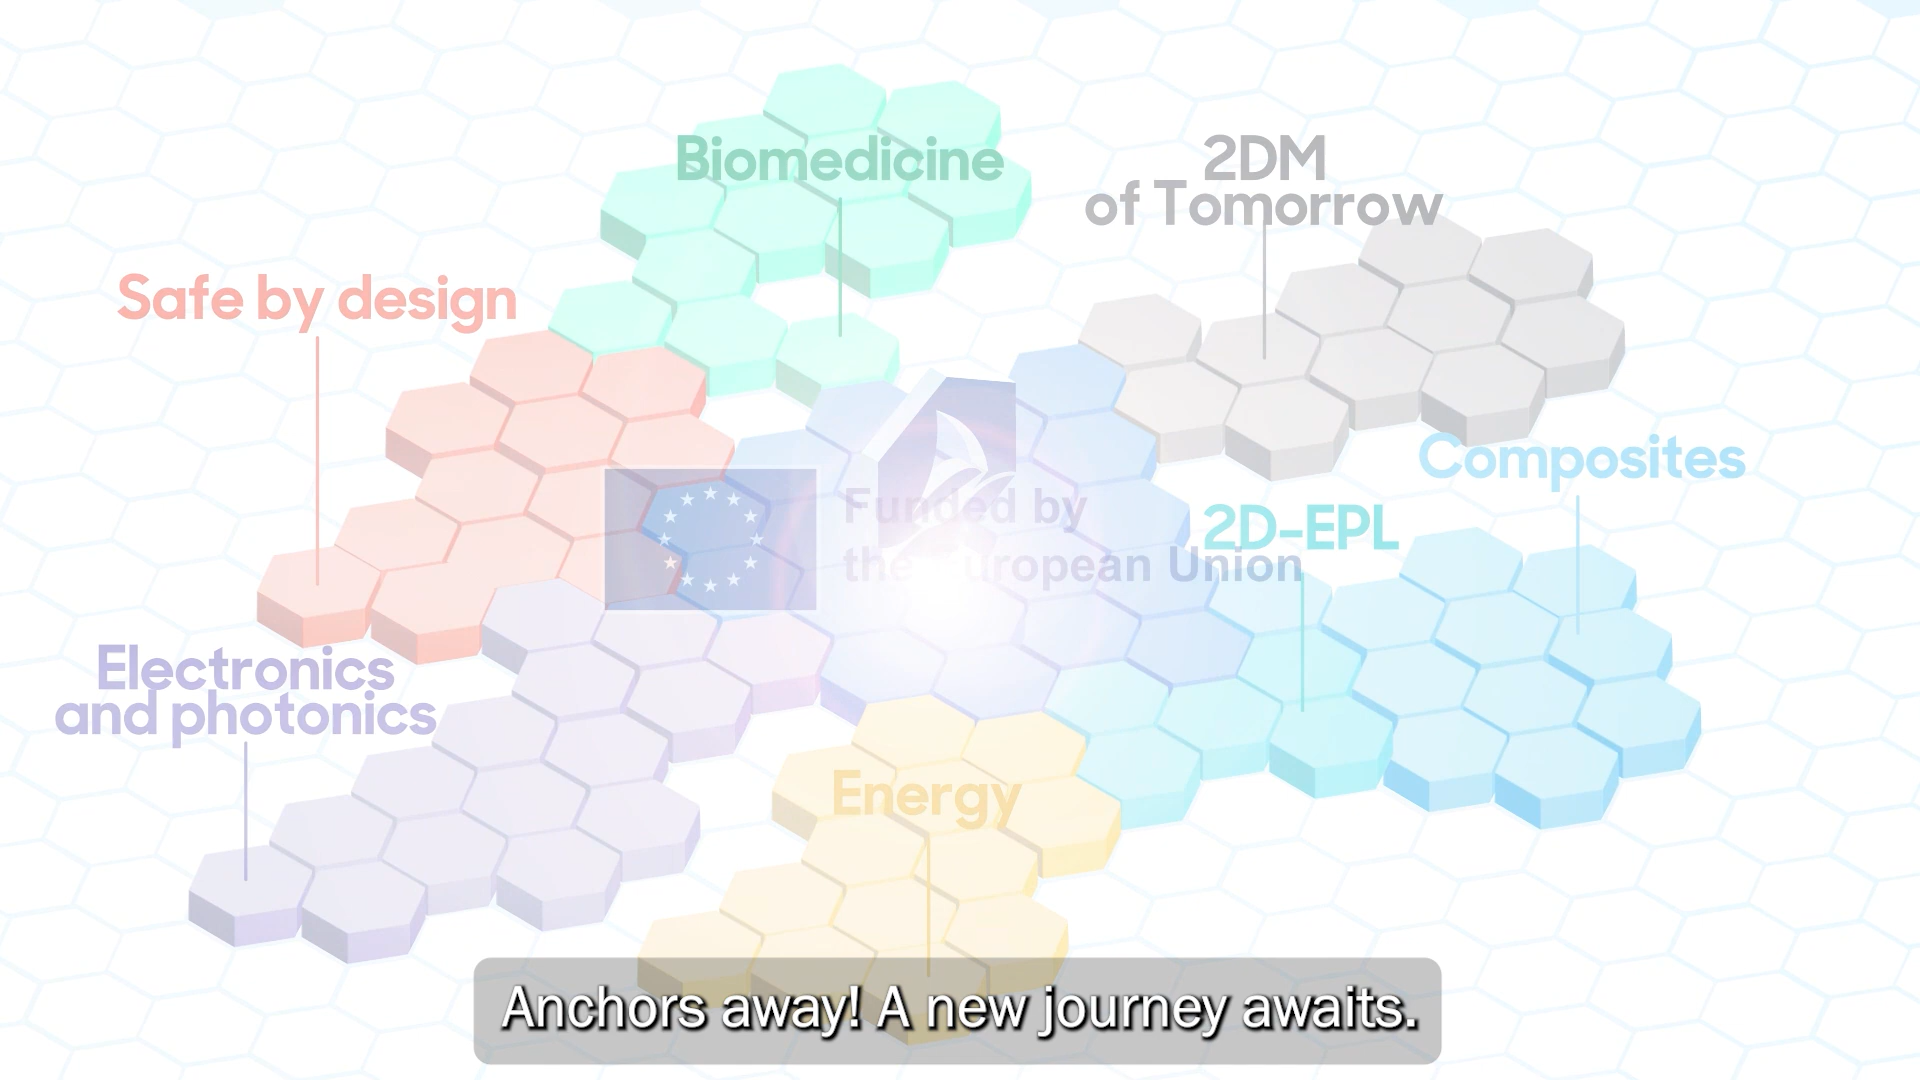 Biomedicine
2DM
of Tomorrow
Safe by design
Composites
Funded by
the European Union
2D-EPL
Electronics
and photonics
Energy
Anchors away! A new journey awaits.